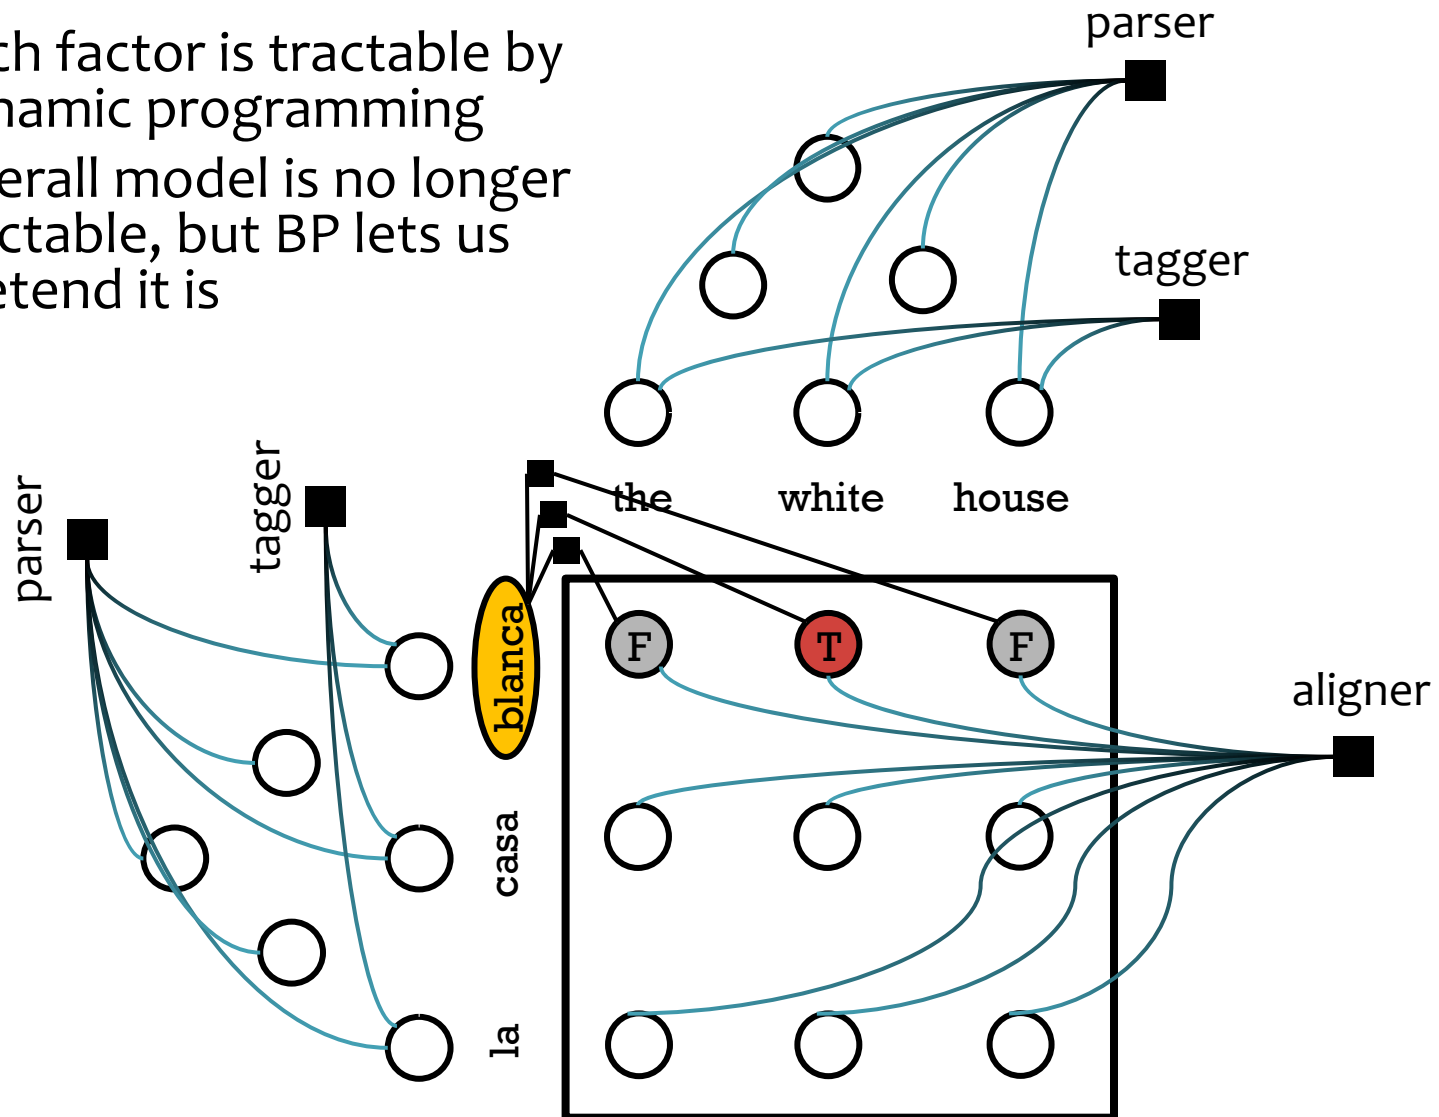 ch factor is tractable by
namic programming
erall model is no longer
ctable, but BP lets us
etend it is
parser
tagger
the white house
parser
tagger
blanca
F T F
aligner
casa
la